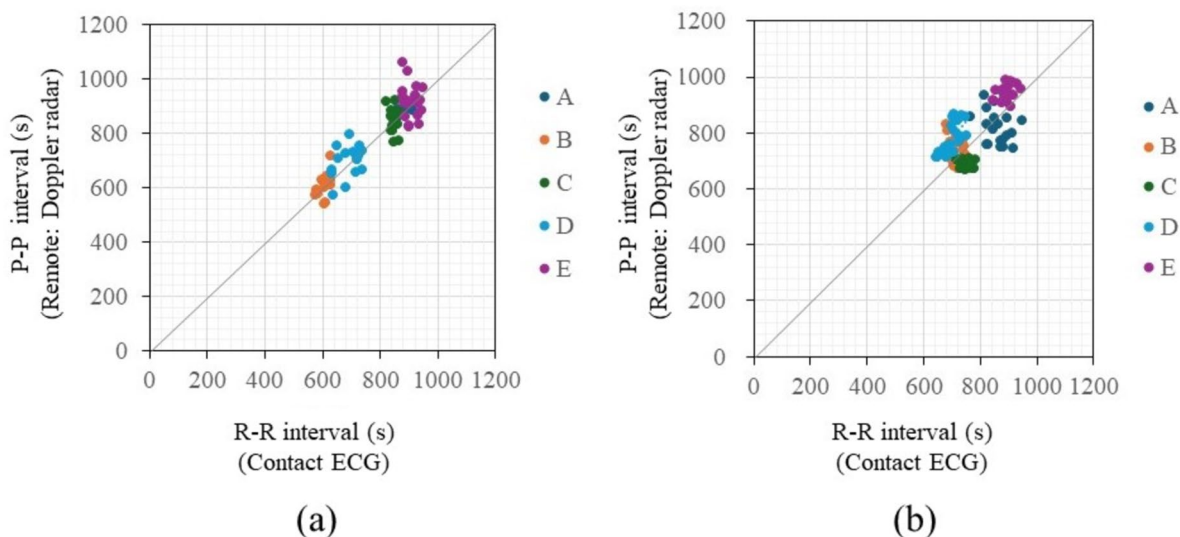 1200
1000
800
600
400
200
0
0 200 400 600 800 1000 1200
P-P interval (s)
(Remote: Doppler radar)
R-R interval (s)
(Contact ECG)
A
B
C
D
E
(a)
1200
1000
800
600
400
200
0
0 200 400 600 800 1000 1200
P-P interval (s)
(Remote: Doppler radar)
R-R interval (s)
(Contact ECG)
A
B
C
D
E
(b)